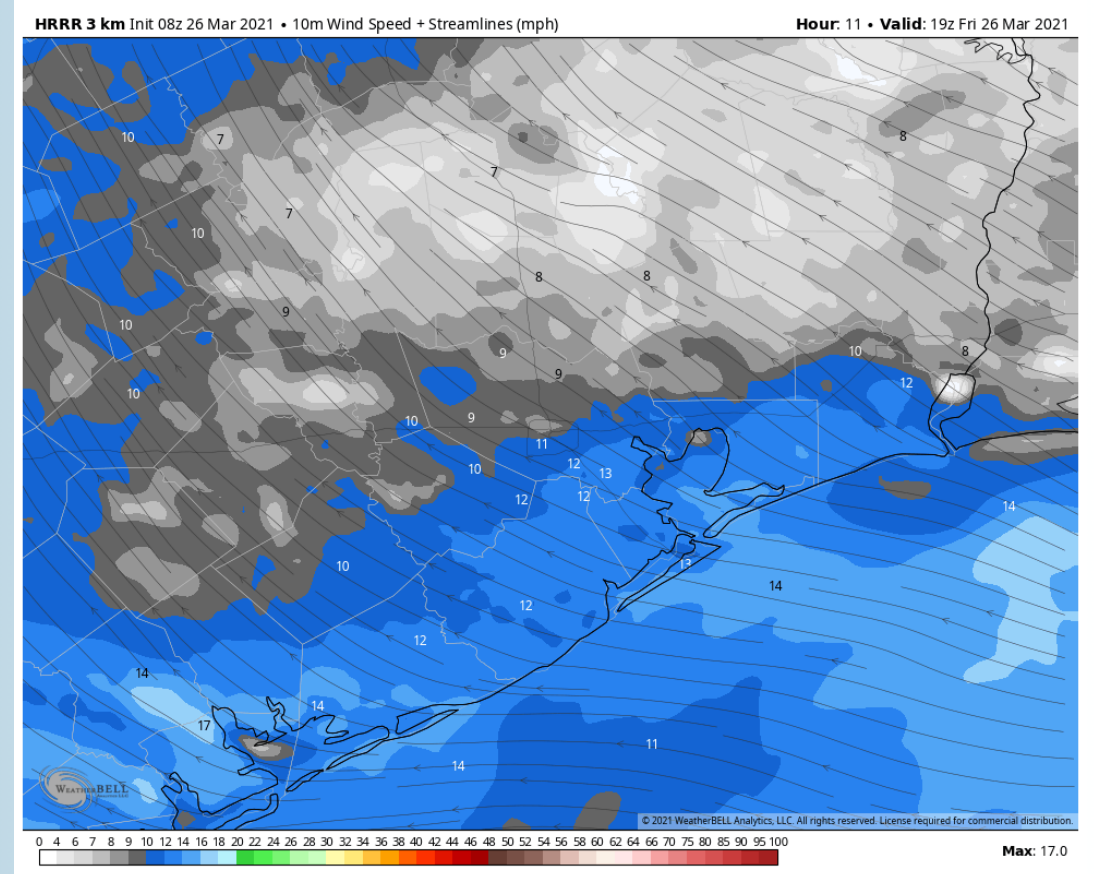 HRRR 3 km Init 08z 26 Mar 2021 • 10m Wind Speed + Streamlines (mph) Hour: 11 • Valid: 19z Fri 26 Mar 2021
10 7 8
7
7
10
8 8
9
10
9 10 8
9
10 12
10 9
11
10 12 13
12 12
14
13
10 14
12
12
14
14
17
11
14
WEATHERBELL
© 2021 WeatherBELL Analytics, LLC. All rights reserved. License required for commercial distribution.
0 4 6 7 8 9 10 12 14 16 18 20 22 24 26 28 30 32 34 36 38 40 42 44 46 48 50 52 54 56 58 60 62 64 66 70 75 80 85 90 95 100
Max: 17.0